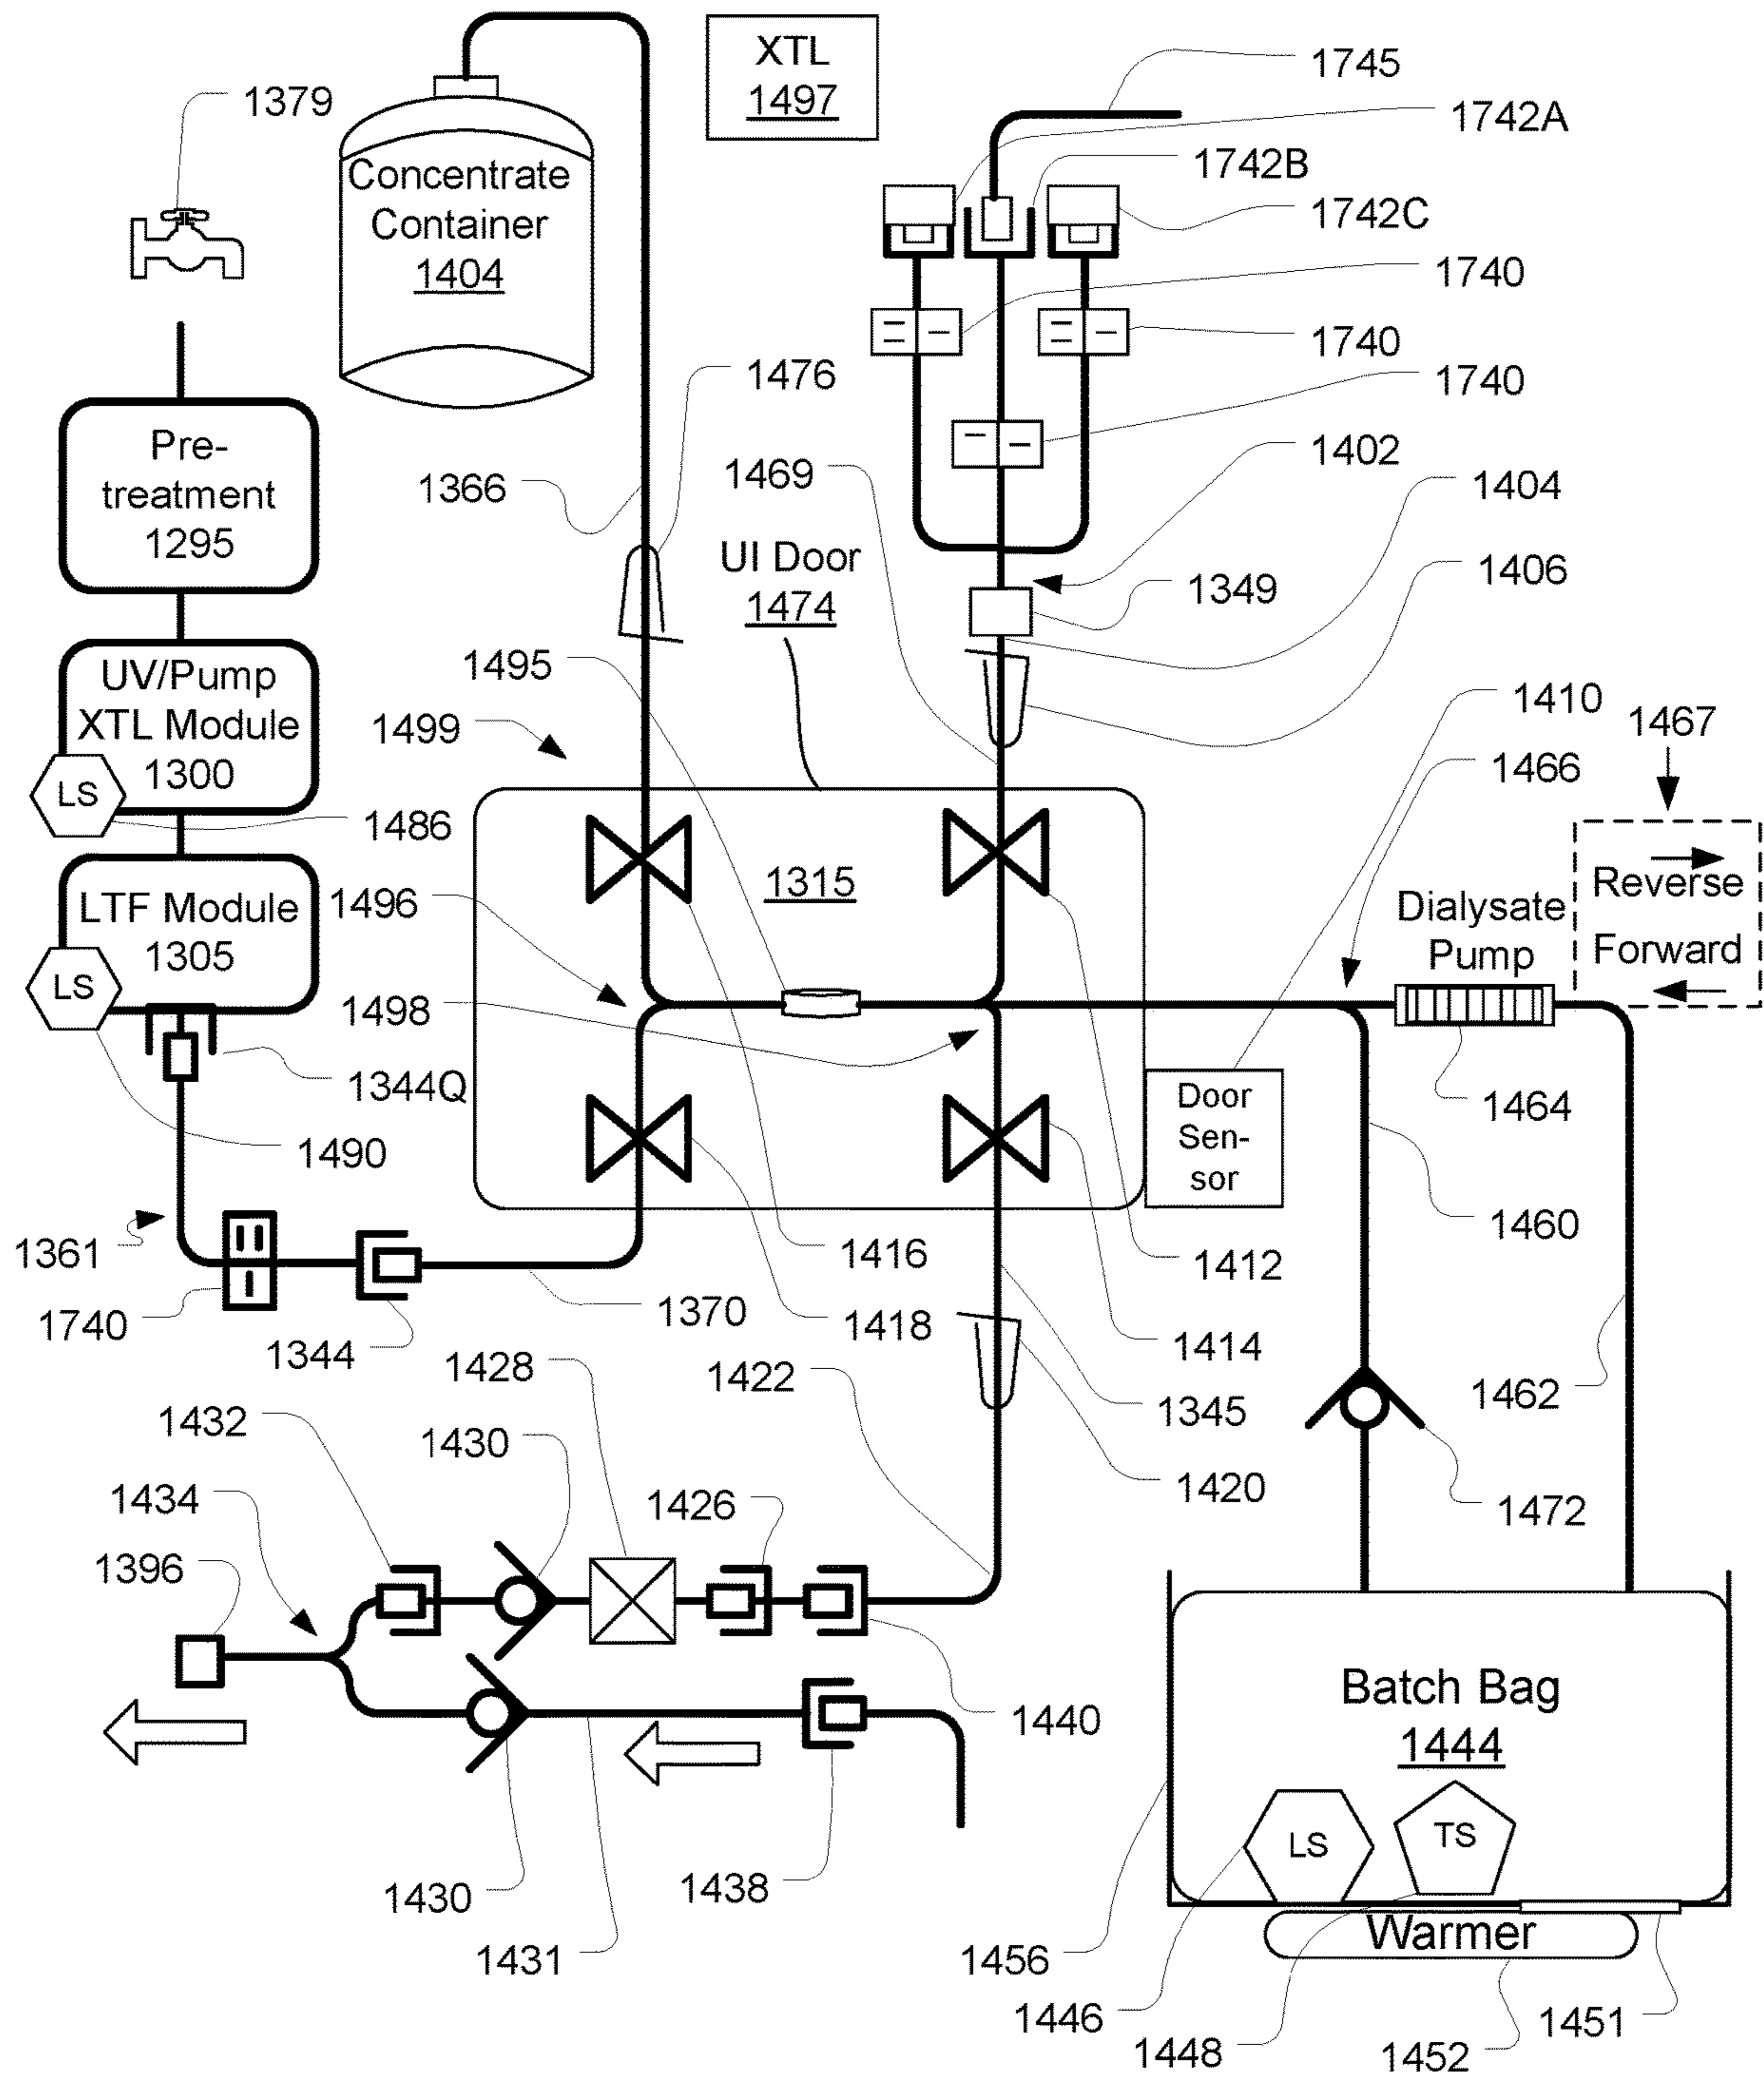 XTL
1497
1745
1742A
1742B
1742C
1379
Concentrate
Container
1404
1740
1740
1740
1476
1366
1469
1402
1404
Pre-
treatment
1295
UI Door
1474
1349
1406
1495
1410
1467
1499
1466
UV/Pump
XTL Module
1300
LS
1486
1315
Reverse
Forward
LTF Module
1305
LS
1496
1498
Dialysate
Pump
1344Q
1490
Door
Sen-
sor
1464
1460
1361
1740
1344
1370
1416
1418
1412
1414
1428
1422
1345
1462
1432
1430
1426
1420
1472
1434
1396
1440
Batch Bag
1444
LS
TS
1430
1438
1431
Warmer
1456
1446
1448
1452
1451